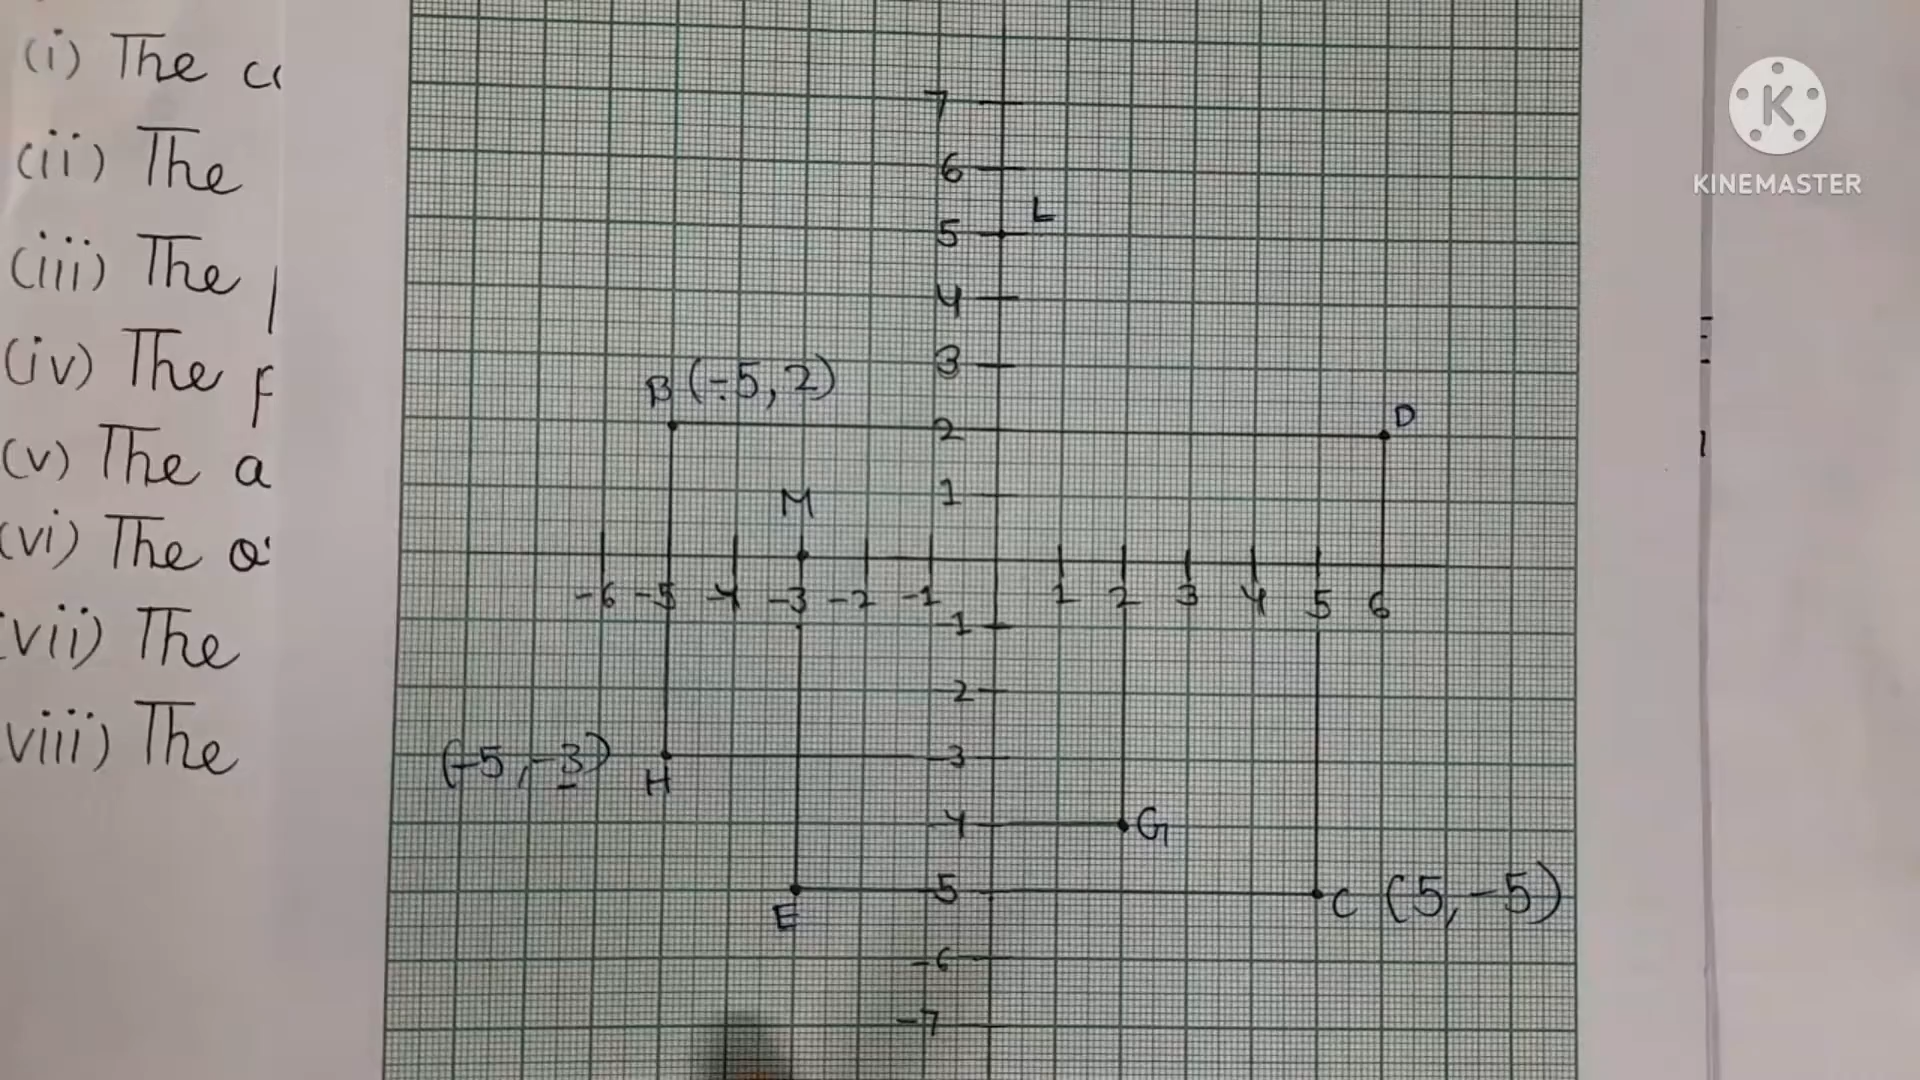 (i) The
(ii) The
(iii) The
(iv) The
(v) The a
(vi) The
vii) The
viii) The
7
6
L
5
4
3
B (-5, 2)
D
2
M
1
-6 -5 -4 -3 -2 -1 1 2 3 4 5 6
-1
-2
(-5, -3) H -3
-4 G
E -5 C (5, -5)
-6
-7
K
KINEMASTER